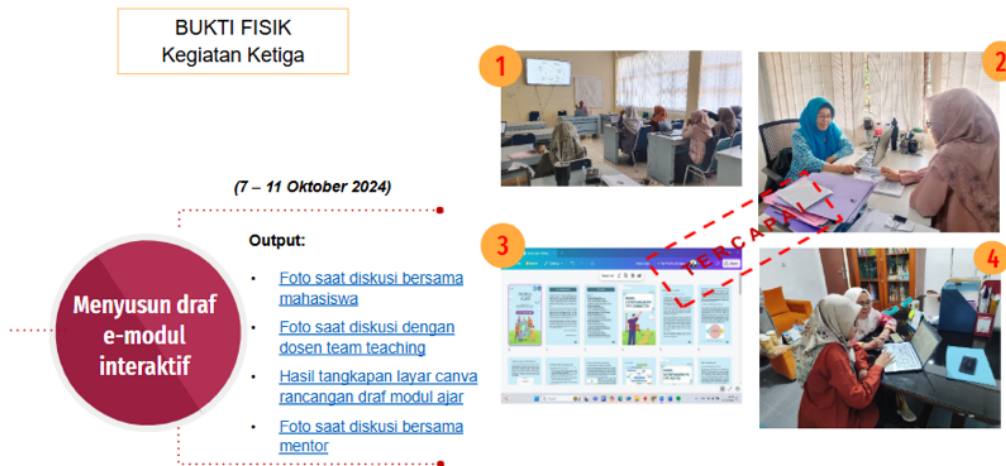 BUKTI FISIK
Kegiatan Ketiga
(7 – 11 Oktober 2024)
Menyusun draf
e-modul
interaktif
Output:
• Foto saat diskusi bersama
mahasiswa
• Foto saat diskusi dengan
dosen team teaching
• Hasil tangkapan layar canva
rancangan draf modul ajar
• Foto saat diskusi bersama
mentor
1
2
3
4
TERCAPAI